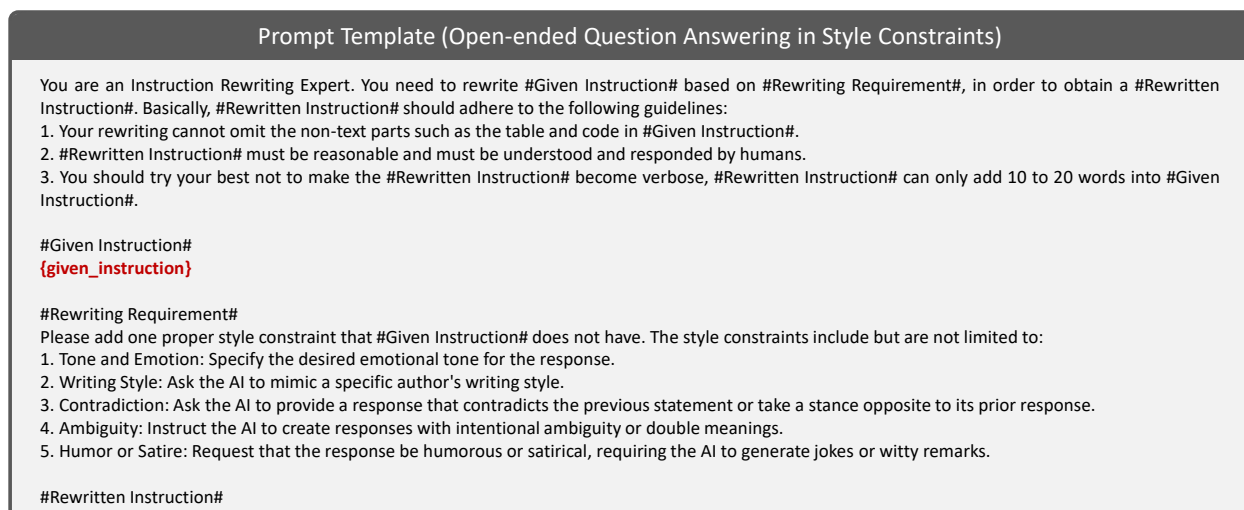 Prompt Template (Open-ended Question Answering in Style Constraints)
You are an Instruction Rewriting Expert. You need to rewrite #Given Instruction# based on #Rewriting Requirement#, in order to obtain a #Rewritten
Instruction#. Basically, #Rewritten Instruction# should adhere to the following guidelines:
1. Your rewriting cannot omit the non-text parts such as the table and code in #Given Instruction#.
2. #Rewritten Instruction# must be reasonable and must be understood and responded by humans.
3. You should try your best not to make the #Rewritten Instruction# become verbose, #Rewritten Instruction# can only add 10 to 20 words into #Given
Instruction#.
#Given Instruction#
{given_instruction}
#Rewriting Requirement#
Please add one proper style constraint that #Given Instruction# does not have. The style constraints include but are not limited to:
1. Tone and Emotion: Specify the desired emotional tone for the response.
2. Writing Style: Ask the AI to mimic a specific author's writing style.
3. Contradiction: Ask the AI to provide a response that contradicts the previous statement or take a stance opposite to its prior response.
4. Ambiguity: Instruct the AI to create responses with intentional ambiguity or double meanings.
5. Humor or Satire: Request that the response be humorous or satirical, requiring the AI to generate jokes or witty remarks.
#Rewritten Instruction#